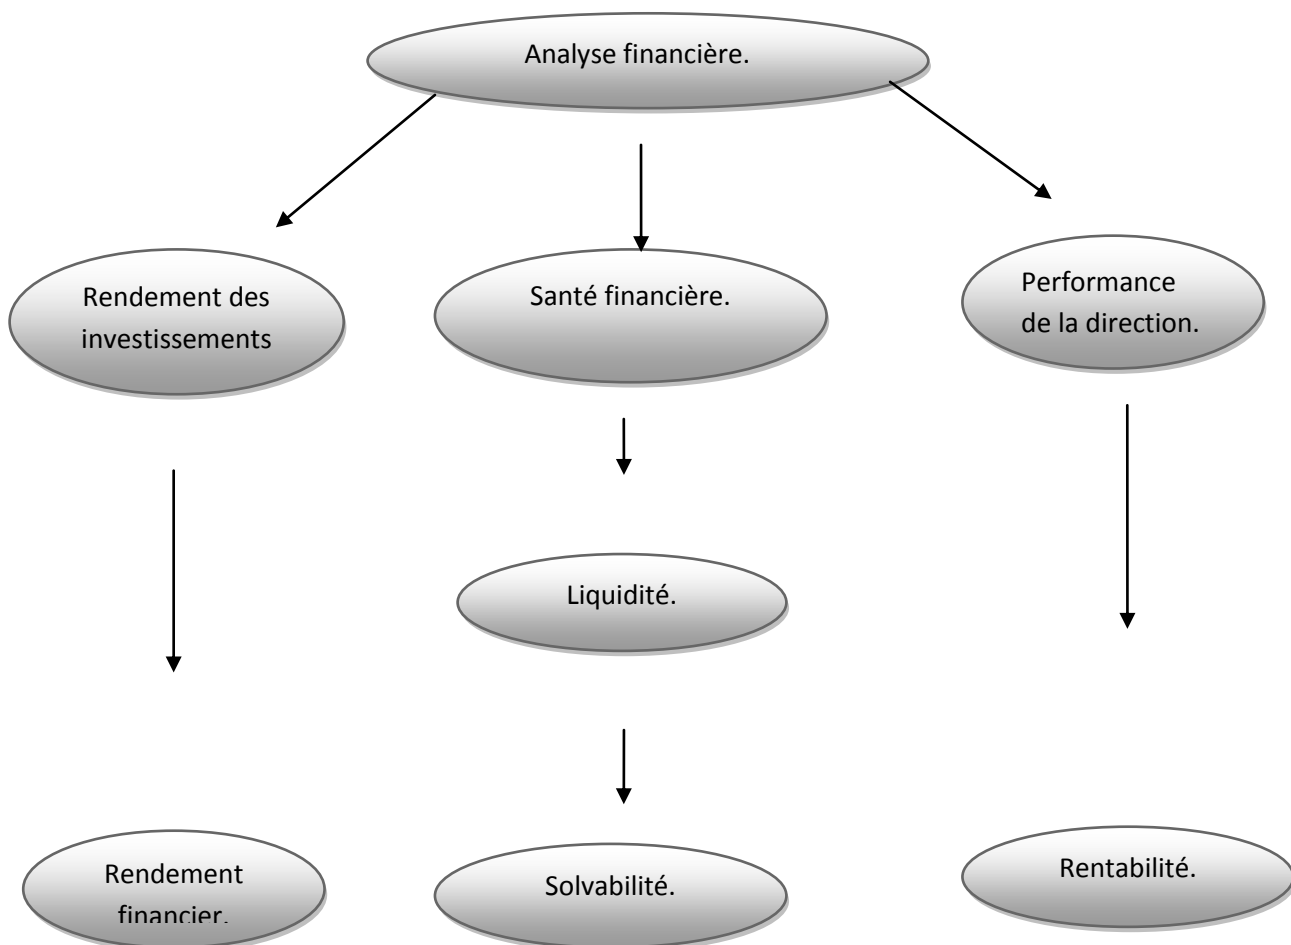 Analyse financière.
Rendement des
investissements
Santé financière.
Performance
de la direction.
Liquidité.
Rendement
financier.
Solvabilité.
Rentabilité.